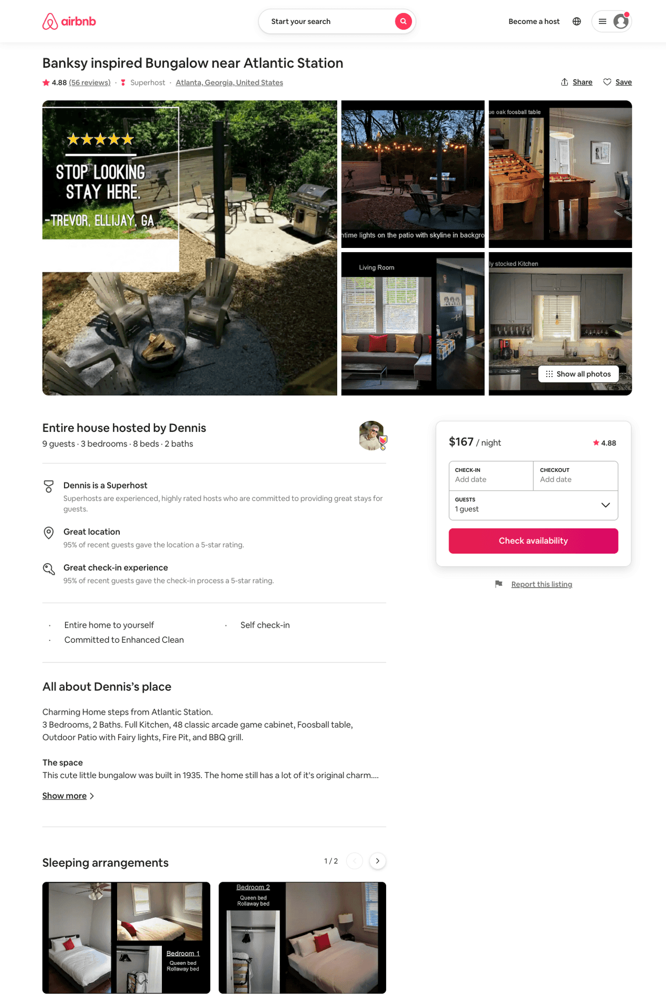 airbnb
Start your search
Become a host
Banksy inspired Bungalow near Atlantic Station
4.88 (56 reviews) · Superhost · Atlanta, Georgia, United States
Share
Save
STOP LOOKING
STAY HERE.
-TREVOR, ELLIJAY, GA
ntime lights on the patio with skyline in backgro
ue oak foosball table
Living Room
ly stocked Kitchen
Show all photos
Entire house hosted by Dennis
9 guests · 3 bedrooms · 8 beds · 2 baths
Dennis is a Superhost
Superhosts are experienced, highly rated hosts who are committed to providing great stays for
guests.
Great location
95% of recent guests gave the location a 5-star rating.
Great check-in experience
95% of recent guests gave the check-in process a 5-star rating.
$167 / night
4.88
CHECK-IN
Add date
CHECKOUT
Add date
GUESTS
1 guest
Check availability
Report this listing
· Entire home to yourself
· Self check-in
· Committed to Enhanced Clean
All about Dennis’s place
Charming Home steps from Atlantic Station.
3 Bedrooms, 2 Baths. Full Kitchen, 48 classic arcade game cabinet, Foosball table,
Outdoor Patio with Fairy lights, Fire Pit, and BBQ grill.
The space
This cute little bungalow was built in 1935. The home still has a lot of it's original charm....
Show more
Sleeping arrangements
1 / 2
Bedroom 1
Queen bed
Rollaway bed
Bedroom 2
Queen bed
Rollaway bed